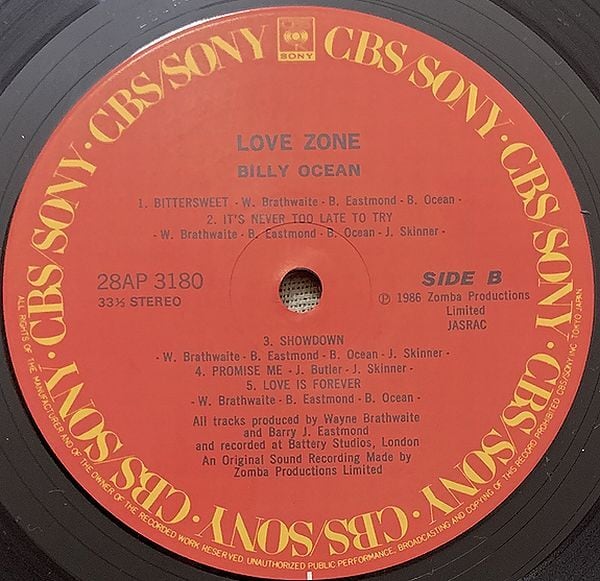 CBS/SONY · CBS/SONY · CBS/SONY · CBS/SONY · CBS/SONY · CBS/SONY · CBS/SONY · CBS/SONY
SONY
LOVE ZONE
BILLY OCEAN
1. BITTERSWEET - W. Brathwaite - B. Eastmond - B. Ocean -
2. IT'S NEVER TOO LATE TO TRY
- W. Brathwaite - B. Eastmond - B. Ocean - J. Skinner -
28AP 3180
33⅓ STEREO
SIDE B
Ⓟ 1986 Zomba Productions
Limited
JASRAC
3. SHOWDOWN
- W. Brathwaite - B. Eastmond - B. Ocean - J. Skinner -
4. PROMISE ME - J. Butler - J. Skinner -
5. LOVE IS FOREVER
- W. Brathwaite - B. Eastmond - B. Ocean -
All tracks produced by Wayne Brathwaite
and Barry J. Eastmond
and recorded at Battery Studios, London
An Original Sound Recording Made by
Zomba Productions Limited
ALL RIGHTS OF THE MANUFACTURER AND OF THE OWNER OF THE RECORDED WORK RESERVED. UNAUTHORIZED PUBLIC PERFORMANCE, BROADCASTING AND COPYING OF THIS RECORD PROHIBITED CBS/SONY INC. TOKYO JAPAN